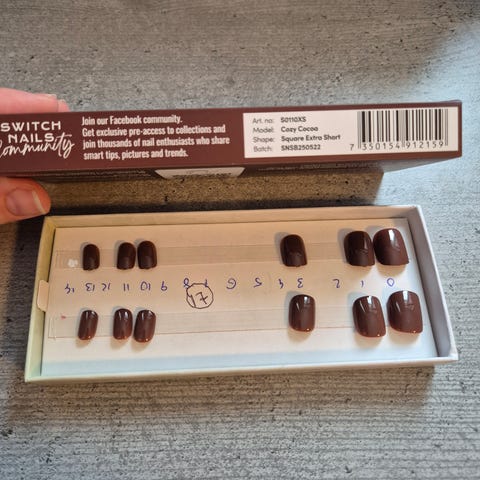 SWITCH
NAILS
Community
Join our Facebook community.
Get exclusive pre-access to collections and
join thousands of nail enthusiasts who share
smart tips, pictures and trends.
Art. no: S0110XS
Model: Cozy Cocoa
Shape: Square Extra Short
Batch: SNSB250522
7 350154 912159
0 1 2 3 4 5 6 7 8 9 10 11 12 13 14